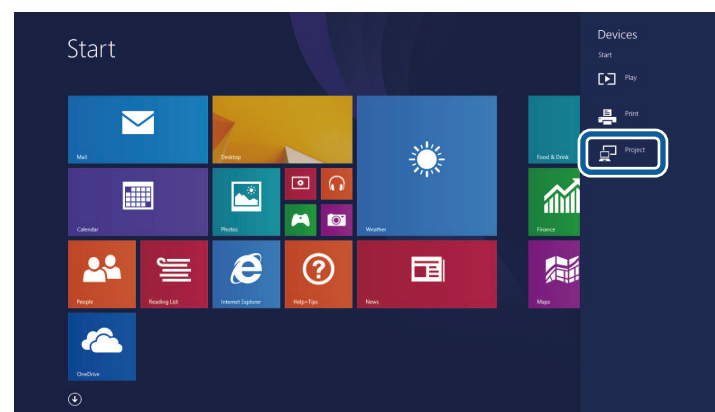 Start
Devices
Start
Play
Print
Project
Mail
Desktop
Food & Drink
Calendar
Photos
Weather
Finance
People
Reading List
Internet Explorer
Help+Tips
News
Maps
OneDrive